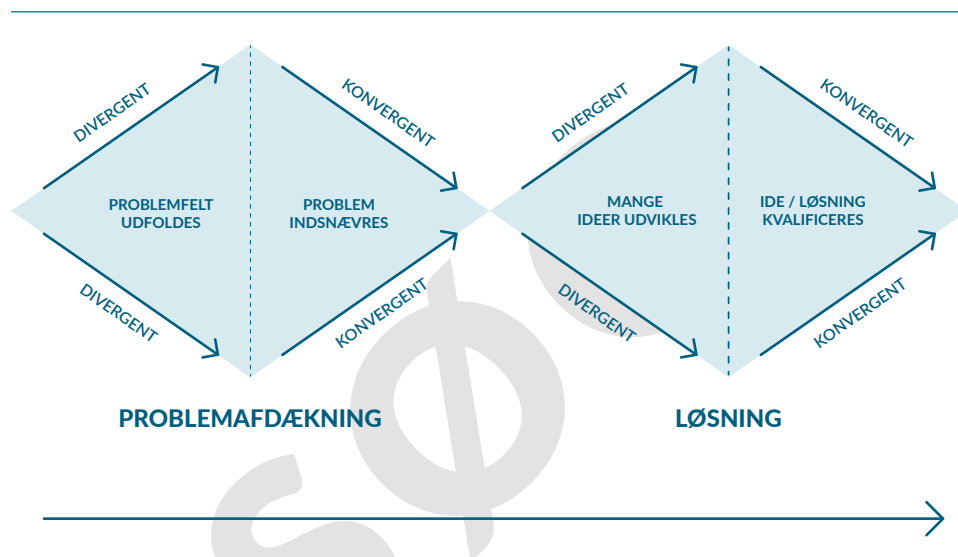 DIVERGENT
KONVERGENT
PROBLEMFELT
UDFOLDES
PROBLEM
INDSNÆVRES
DIVERGENT
KONVERGENT
DIVERGENT
KONVERGENT
MANGE
IDEER UDVIKLES
IDE / LØSNING
KVALIFICERES
DIVERGENT
KONVERGENT
PROBLEMAFDÆKNING
LØSNING